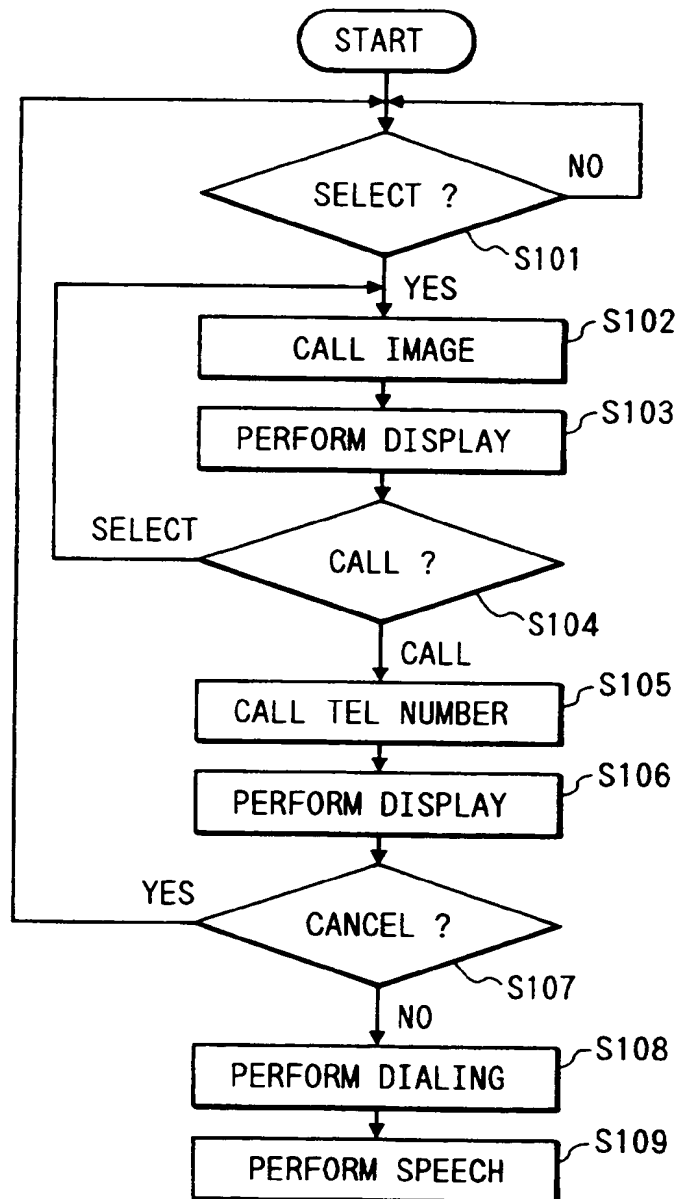 START
NO
SELECT ?
S101
YES
S102
CALL IMAGE
S103
PERFORM DISPLAY
SELECT
CALL ?
S104
CALL
S105
CALL TEL NUMBER
S106
PERFORM DISPLAY
YES
CANCEL ?
S107
NO
S108
PERFORM DIALING
S109
PERFORM SPEECH